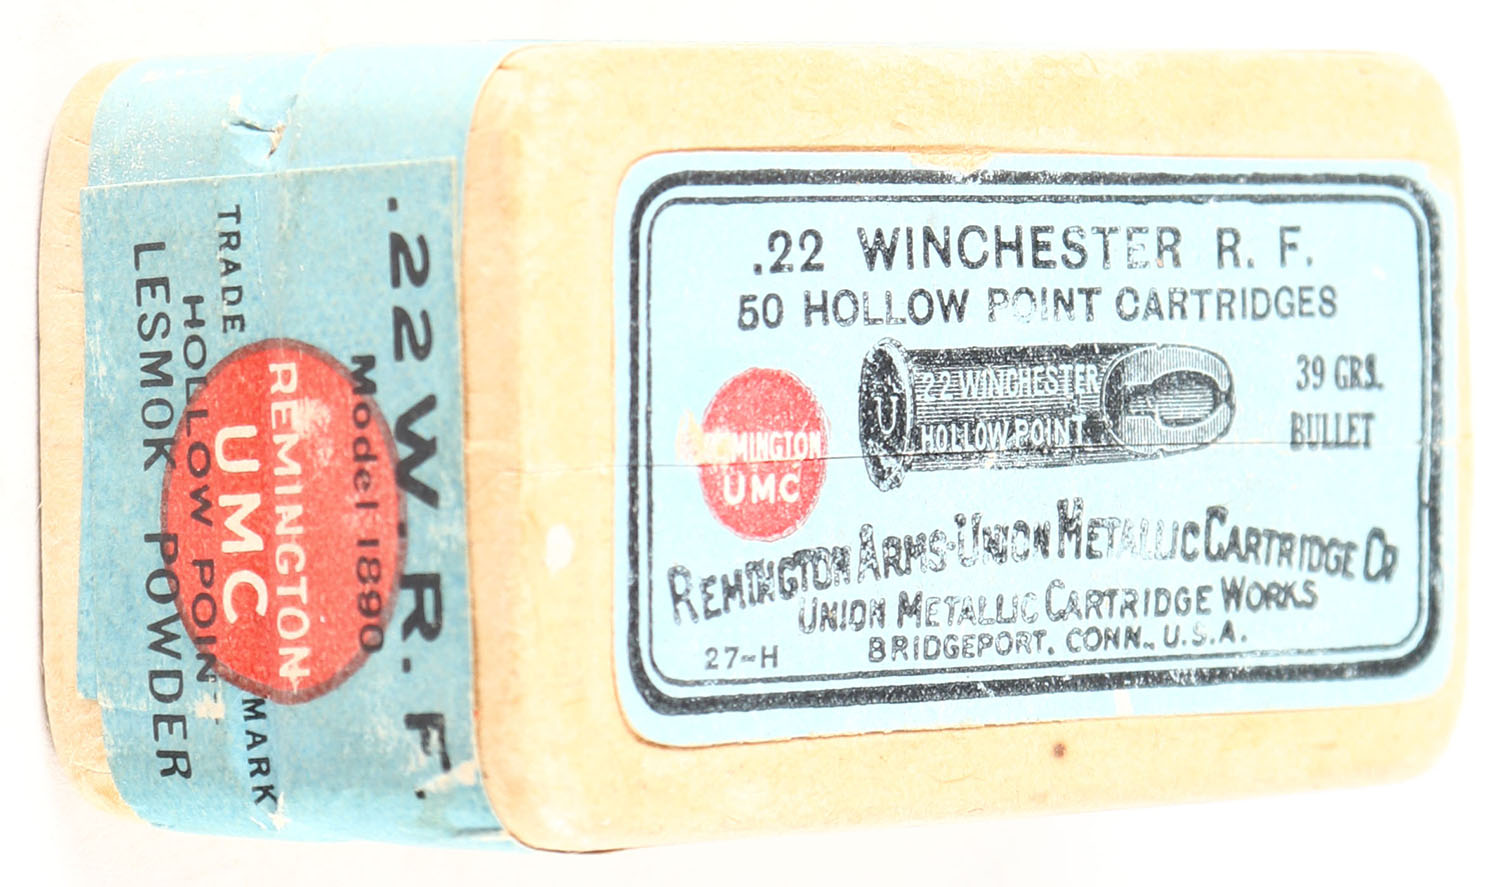 .22 WINCHESTER R. F.
50 HOLLOW POINT CARTRIDGES
22 WINCHESTER
HOLLOW POINT
U
39 GRS.
BULLET
REMINGTON
UMC
REMINGTON ARMS-UNION METALLIC CARTRIDGE CO
UNION METALLIC CARTRIDGE WORKS
BRIDGEPORT, CONN., U.S.A.
27-H
.22 W. R. F.
Model 1890
REMINGTON
UMC
TRADE MARK
HOLLOW POINT
LESMOK POWDER